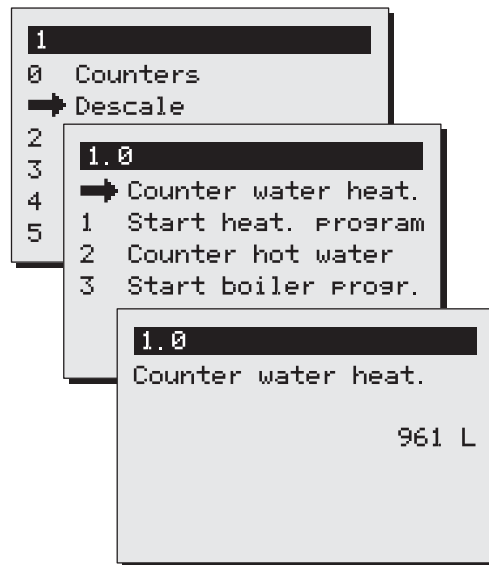 1
0 Counters
Descale
2
3
4
5
1.0
Counter water heat.
1 Start heat. program
2 Counter hot water
3 Start boiler progr.
1.0
Counter water heat.
961 L